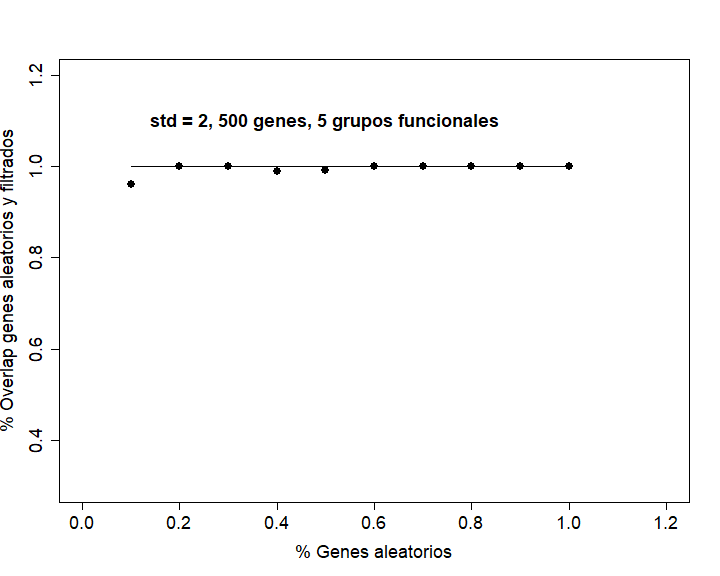 std = 2, 500 genes, 5 grupos funcionales
% Overlap genes aleatorios y filtrados
1.2
1.0
0.8
0.6
0.4
0.0 0.2 0.4 0.6 0.8 1.0 1.2
% Genes aleatorios